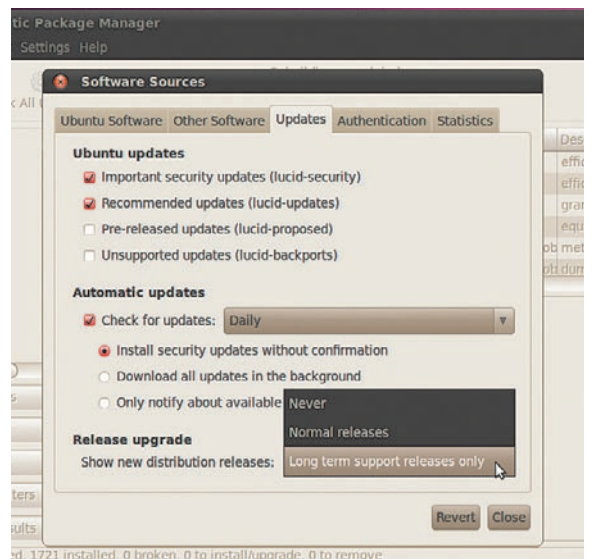 tic Package Manager
Settings Help
Software Sources
All
Ubuntu Software Other Software Updates Authentication Statistics
Des
Ubuntu updates
effic
Important security updates (lucid-security)
effic
Recommended updates (lucid-updates)
gran
Pre-released updates (lucid-proposed)
equ
Unsupported updates (lucid-backports)
ob met
dum
Automatic updates
Check for updates: Daily
Install security updates without confirmation
Download all updates in the background
Only notify about available
Never
Normal releases
Release upgrade
Show new distribution releases: Long term support releases only
ters
Revert Close
sults
ed, 1721 installed, 0 broken, 0 to install/upgrade, 0 to remove